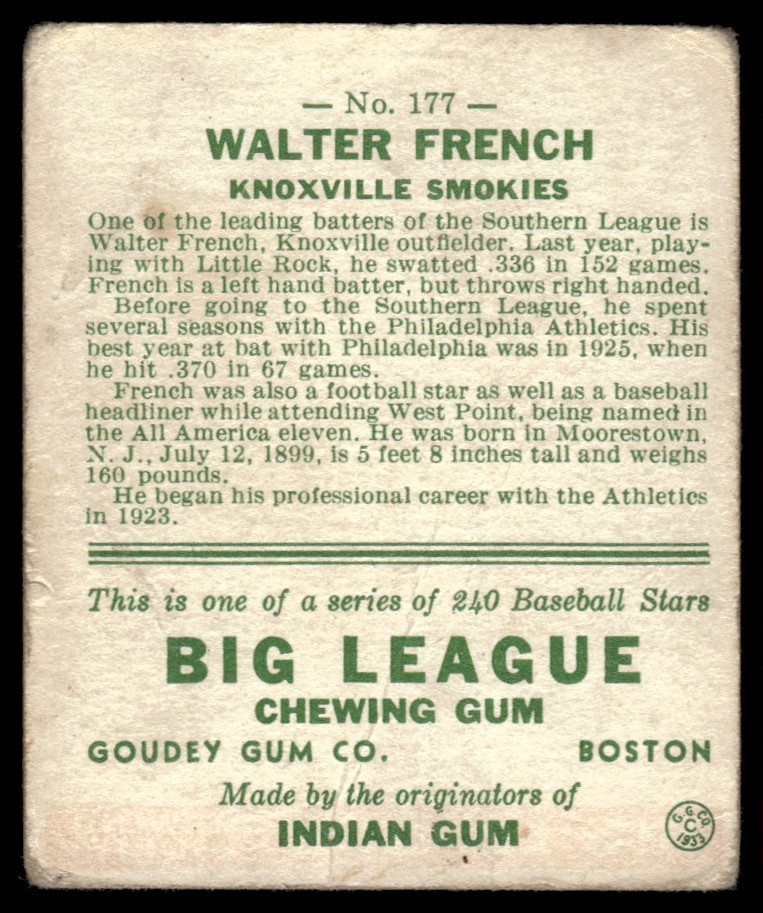 — No. 177 —
WALTER FRENCH
KNOXVILLE SMOKIES
One of the leading batters of the Southern League is
Walter French, Knoxville outfielder. Last year, play-
ing with Little Rock, he swatted .336 in 152 games.
French is a left hand batter, but throws right handed.
Before going to the Southern League, he spent
several seasons with the Philadelphia Athletics. His
best year at bat with Philadelphia was in 1925, when
he hit .370 in 67 games.
French was also a football star as well as a baseball
headliner while attending West Point, being named in
the All America eleven. He was born in Moorestown,
N. J., July 12, 1899, is 5 feet 8 inches tall and weighs
160 pounds.
He began his professional career with the Athletics
in 1923.
This is one of a series of 240 Baseball Stars
BIG LEAGUE
CHEWING GUM
GOUDEY GUM CO. BOSTON
Made by the originators of
INDIAN GUM
G. G. CO.
C
1933